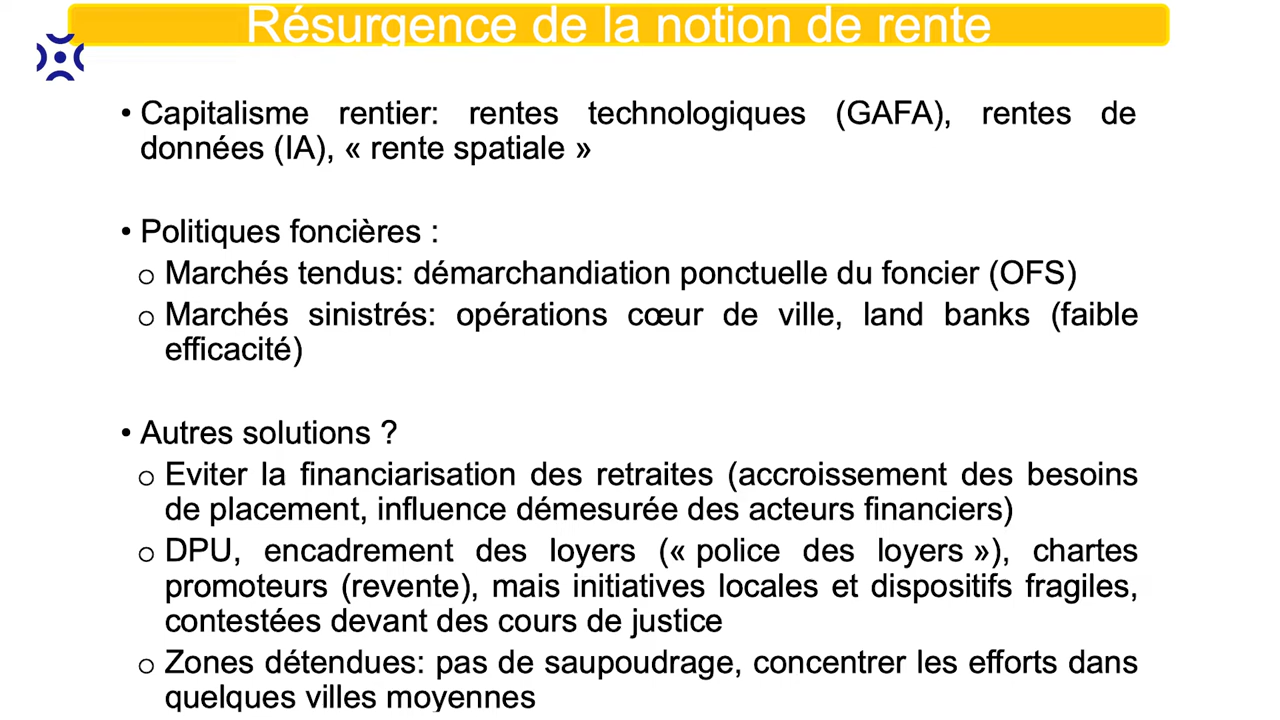 Résurgence de la notion de rente
• Capitalisme rentier: rentes technologiques (GAFA), rentes de
données (IA), « rente spatiale »
• Politiques foncières :
o Marchés tendus: démarchandiation ponctuelle du foncier (OFS)
o Marchés sinistrés: opérations cœur de ville, land banks (faible
efficacité)
• Autres solutions ?
o Eviter la financiarisation des retraites (accroissement des besoins
de placement, influence démesurée des acteurs financiers)
o DPU, encadrement des loyers (« police des loyers »), chartes
promoteurs (revente), mais initiatives locales et dispositifs fragiles,
contestées devant des cours de justice
o Zones détendues: pas de saupoudrage, concentrer les efforts dans
quelques villes moyennes